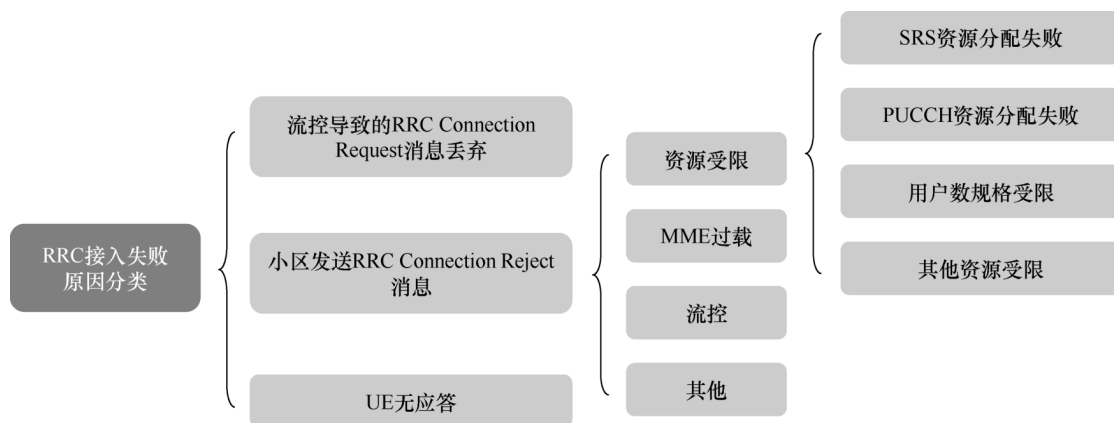 RRC接入失败
原因分类
流控导致的RRC Connection
Request消息丢弃
小区发送RRC Connection Reject
消息
UE无应答
资源受限
MME过载
流控
其他
SRS资源分配失败
PUCCH资源分配失败
用户数规格受限
其他资源受限